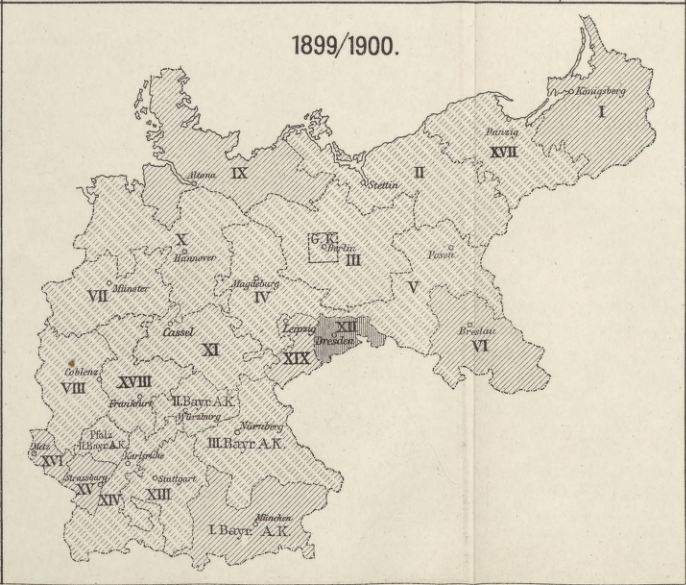 1899/1900.
Königsberg
I
Danzig
XVII
IX
II
Altona
Stettin
X
Hannover
G.K.
Berlin
III
Posen
Magdeburg
IV
V
VII
Münster
Cassel
Leipzig
XII
Dresden
Breslau
VI
XI
XIX
Coblenz
VIII
XVIII
Frankfurt
II.Bayr.A.K.
Würzburg
Nürnberg
III.Bayr.A.K.
Pfalz
II.Bayr.A.K.
Metz
XVI
Karlsruhe
Strassburg
XV
XIV
Stuttgart
XIII
München
I.Bayr. A.K.